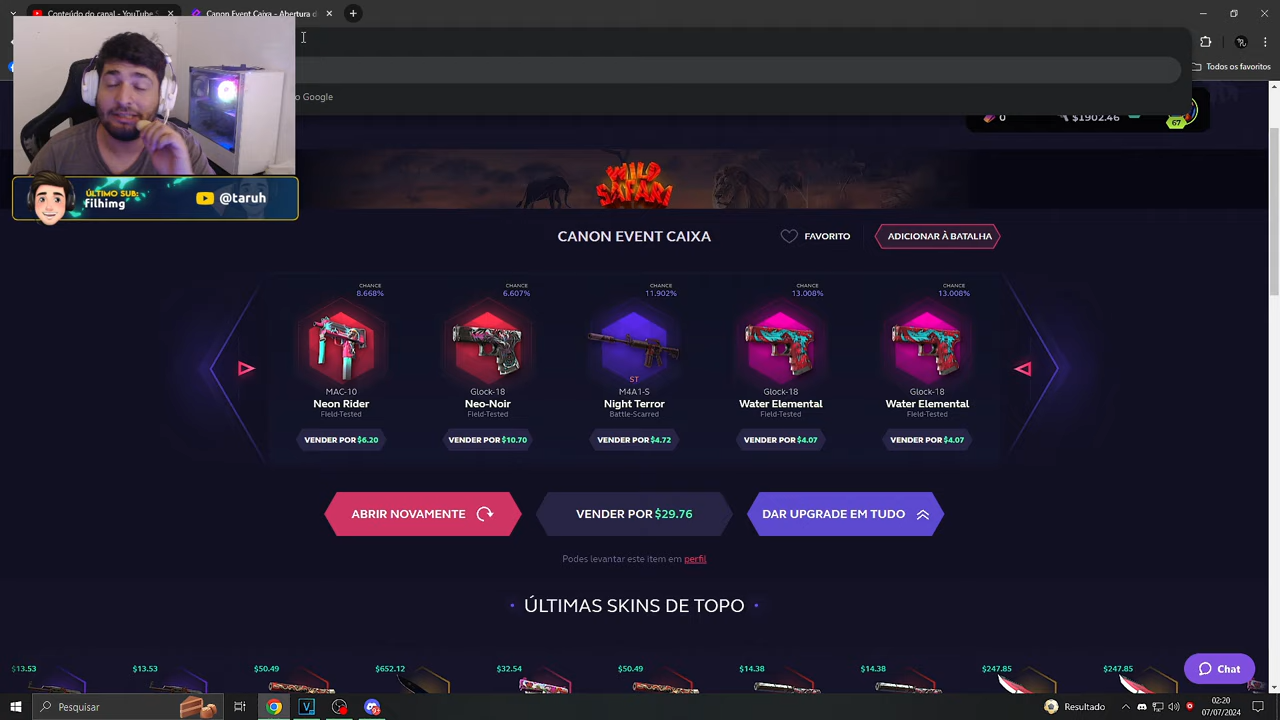 Conteúdo do canal - YouTube S
Canon Event - Abertura d
o Google
Todos os favoritos
0
$1902.46
67
WILD SAFARI
ÚLTIMO SUB:
filhimg
@taruh
CANON EVENT CAIXA
FAVORITO
ADICIONAR À BATALHA
CHANCE
8.668%
CHANCE
6.607%
CHANCE
11.902%
CHANCE
13.008%
CHANCE
13.008%
ST
MAC-10
Neon Rider
Field-Tested
VENDER POR $6.20
Glock-18
Neo-Noir
Field-Tested
VENDER POR $10.70
M4A1-S
Night Terror
Battle-Scarred
VENDER POR $4.72
Glock-18
Water Elemental
Field-Tested
VENDER POR $4.07
Glock-18
Water Elemental
Field-Tested
VENDER POR $4.07
ABRIR NOVAMENTE
VENDER POR $29.76
DAR UPGRADE EM TUDO
Podes levantar este item em perfil
ÚLTIMAS SKINS DE TOPO
$13.53
$13.53
$50.49
$652.12
$32.54
$50.49
$14.38
$14.38
$247.85
$247.85
Chat
Pesquisar
Resultado
02:20
07/07/2024